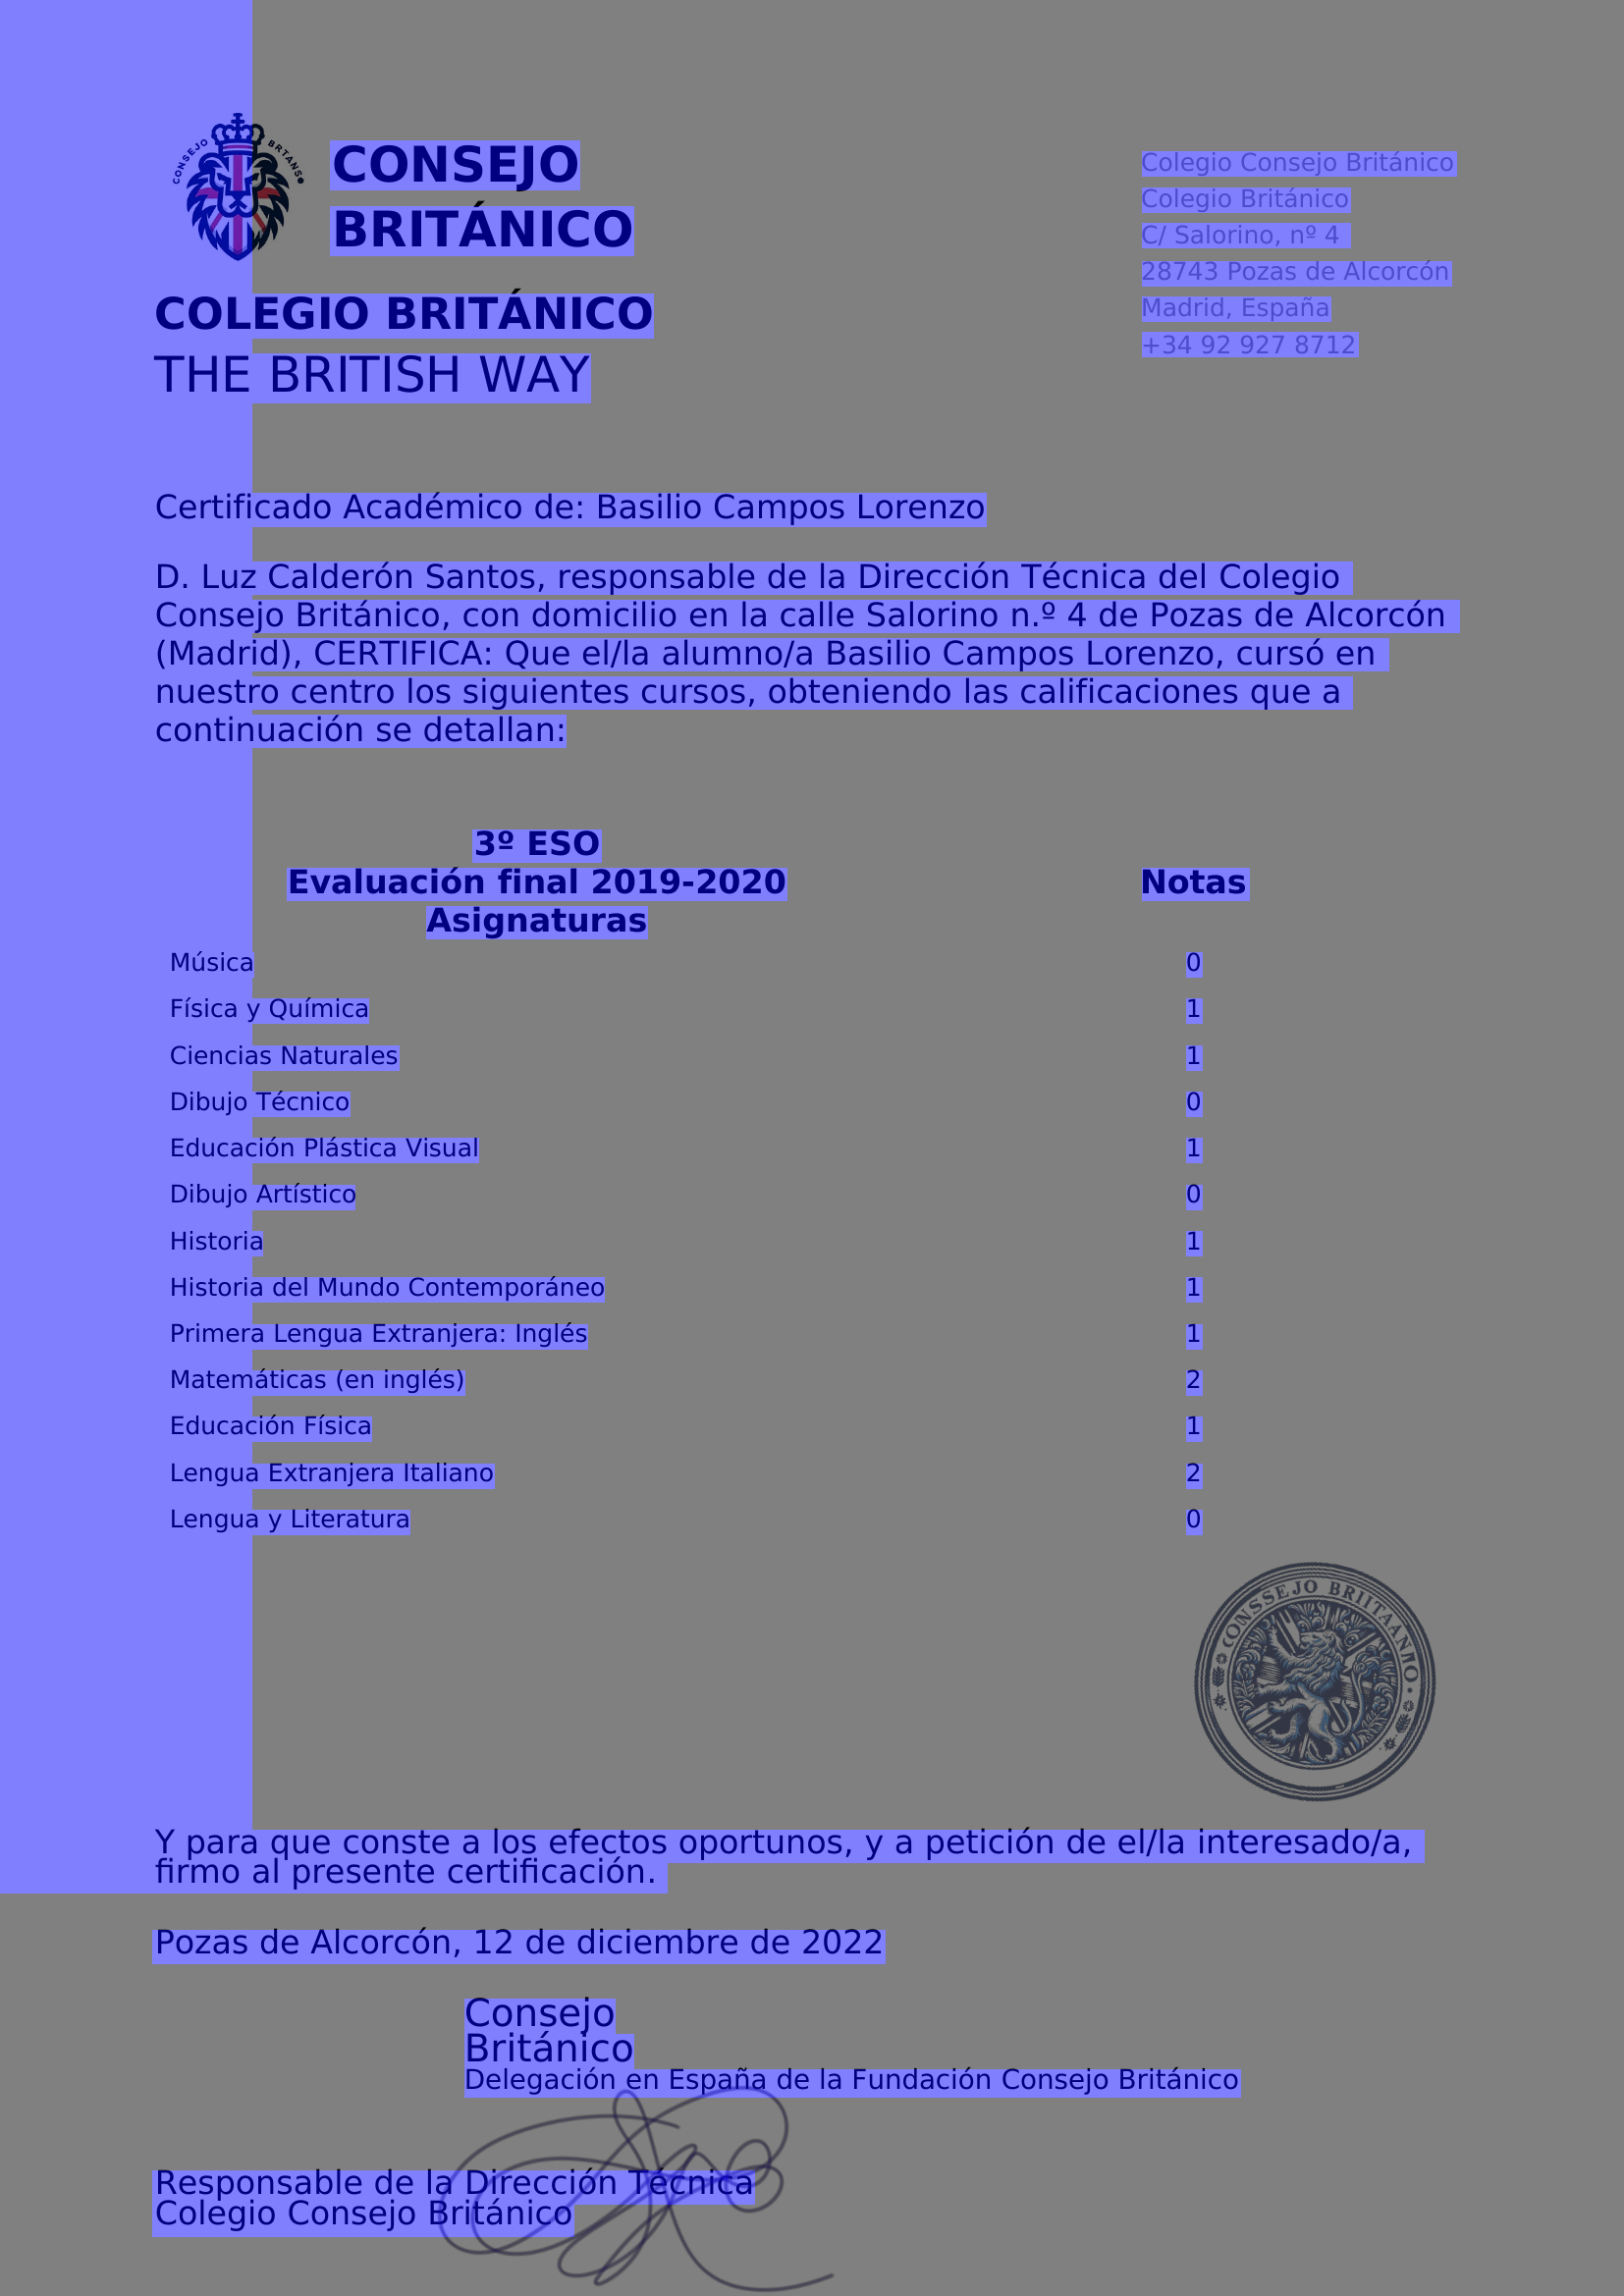 CONSEJO BRTANS
CONSEJO
BRITÁNICO
COLEGIO BRITÁNICO
THE BRITISH WAY
Colegio Consejo Británico
Colegio Británico
C/ Salorino, nº 4
28743 Pozas de Alcorcón
Madrid, España
+34 92 927 8712
Certificado Académico de: Basilio Campos Lorenzo
D. Luz Calderón Santos, responsable de la Dirección Técnica del Colegio
Consejo Británico, con domicilio en la calle Salorino n.º 4 de Pozas de Alcorcón
(Madrid), CERTIFICA: Que el/la alumno/a Basilio Campos Lorenzo, cursó en
nuestro centro los siguientes cursos, obteniendo las calificaciones que a
continuación se detallan:
3º ESO
Evaluación final 2019-2020 Notas
Asignaturas
Música 0
Física y Química 1
Ciencias Naturales 1
Dibujo Técnico 0
Educación Plástica Visual 1
Dibujo Artístico 0
Historia 1
Historia del Mundo Contemporáneo 1
Primera Lengua Extranjera: Inglés 1
Matemáticas (en inglés) 2
Educación Física 1
Lengua Extranjera Italiano 2
Lengua y Literatura 0
CONSSEJO BRIITAANHO
Y para que conste a los efectos oportunos, y a petición de el/la interesado/a,
firmo al presente certificación.
Pozas de Alcorcón, 12 de diciembre de 2022
Consejo
Británico
Delegación en España de la Fundación Consejo Británico
Responsable de la Dirección Técnica
Colegio Consejo Británico